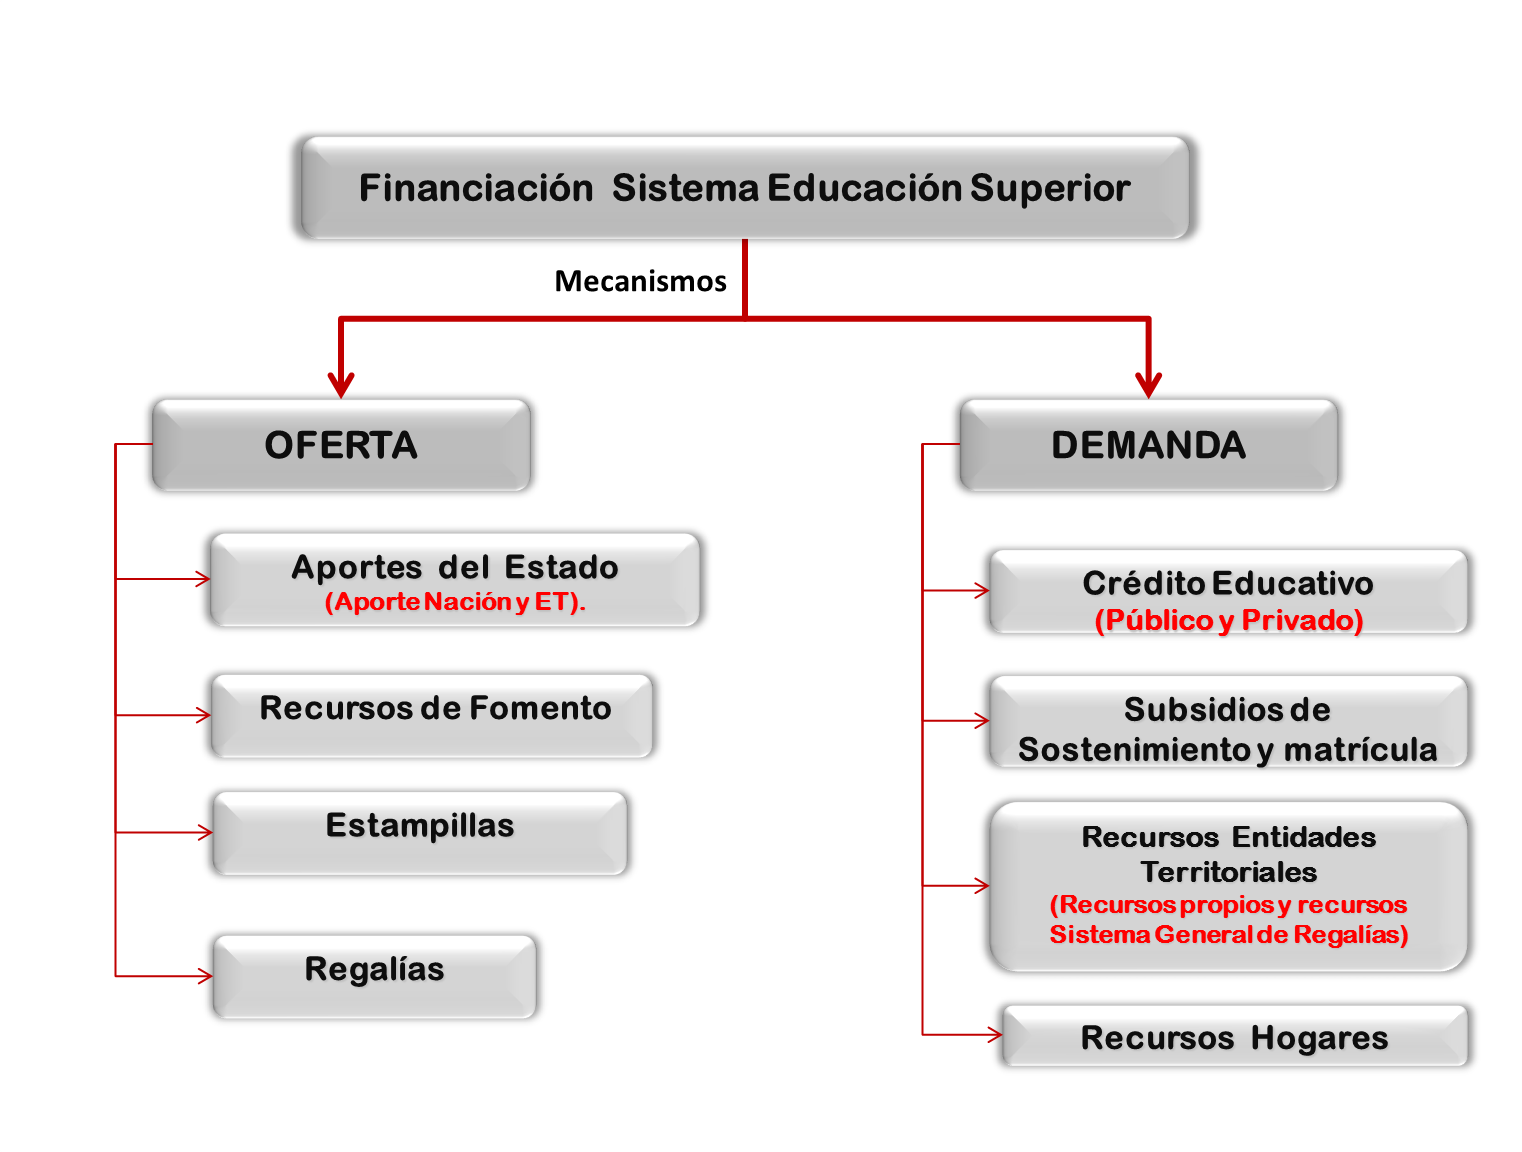 Financiación Sistema Educación Superior
Mecanismos
OFERTA
Aportes del Estado
(Aporte Nación y ET).
Recursos de Fomento
Estampillas
Regalías
DEMANDA
Crédito Educativo
(Público y Privado)
Subsidios de
Sostenimiento y matrícula
Recursos Entidades
Territoriales
(Recursos propios y recursos
Sistema General de Regalías)
Recursos Hogares